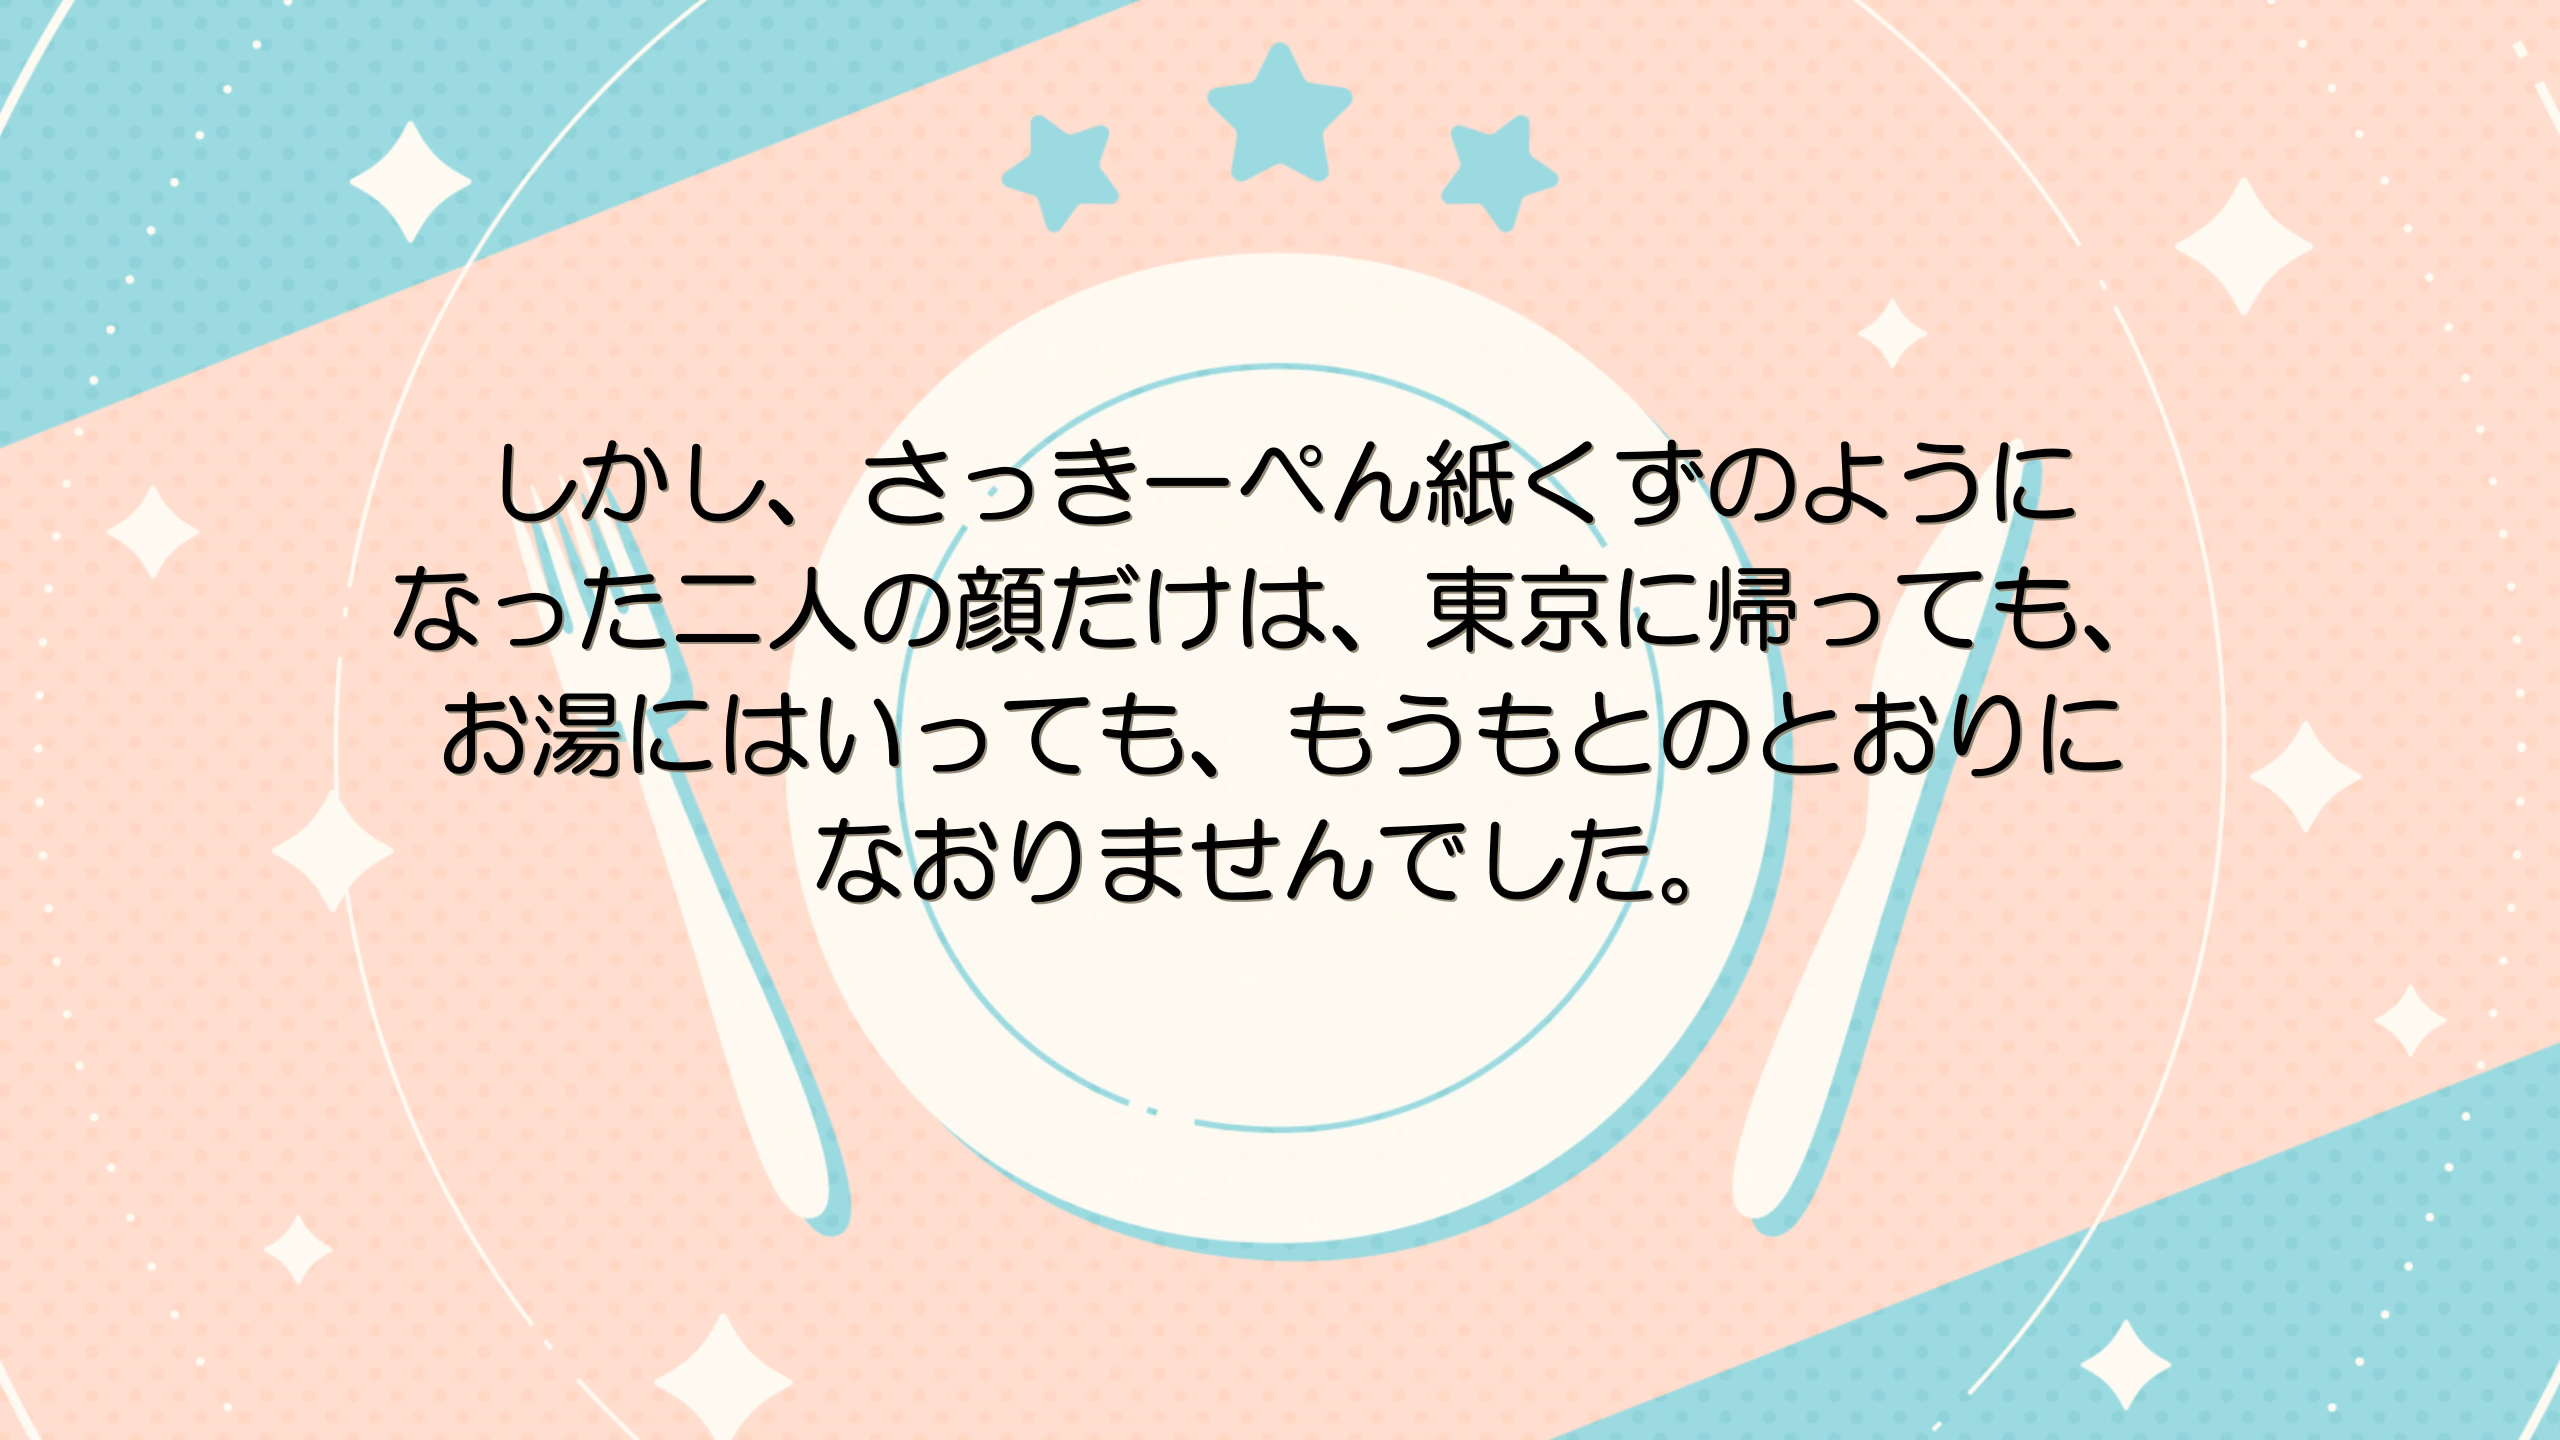 しかし、さっき一ぺん紙くずのように
なった二人の顔だけは、東京に帰っても、
お湯にはいっても、もうもとのとおりに
なおりませんでした。